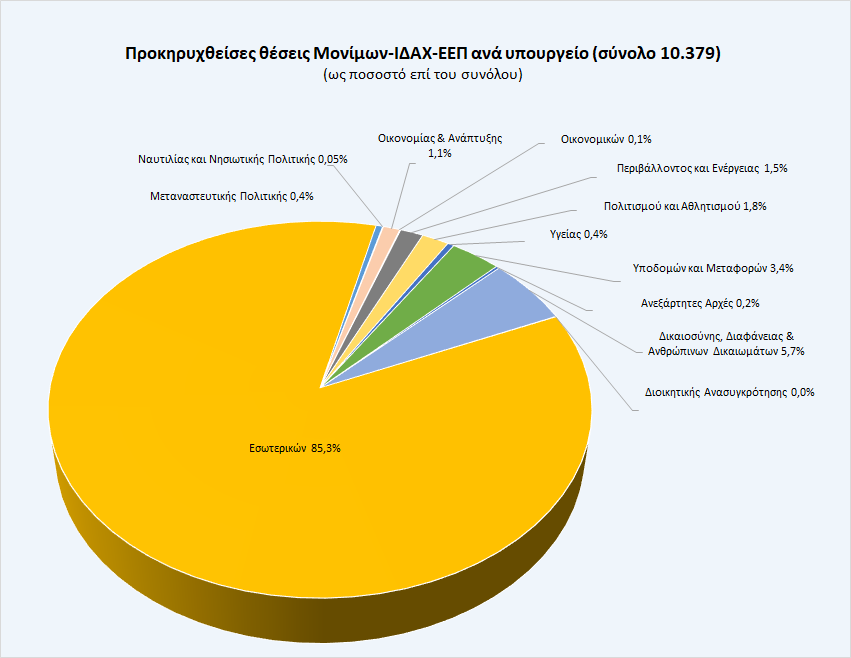 Προκηρυχθείσες θέσεις Μονίμων-ΙΔΑΧ-ΕΕΠ ανά υπουργείο (σύνολο 10.379)
(ως ποσοστό επί του συνόλου)
Οικονομίας & Ανάπτυξης
1,1%
Οικονομικών 0,1%
Ναυτιλίας και Νησιωτικής Πολιτικής 0,05%
Περιβάλλοντος και Ενέργειας 1,5%
Μεταναστευτικής Πολιτικής 0,4%
Πολιτισμού και Αθλητισμού 1,8%
Υγείας 0,4%
Υποδομών και Μεταφορών 3,4%
Ανεξάρτητες Αρχές 0,2%
Δικαιοσύνης, Διαφάνειας &
Ανθρώπινων Δικαιωμάτων 5,7%
Διοικητικής Ανασυγκρότησης 0,0%
Εσωτερικών 85,3%